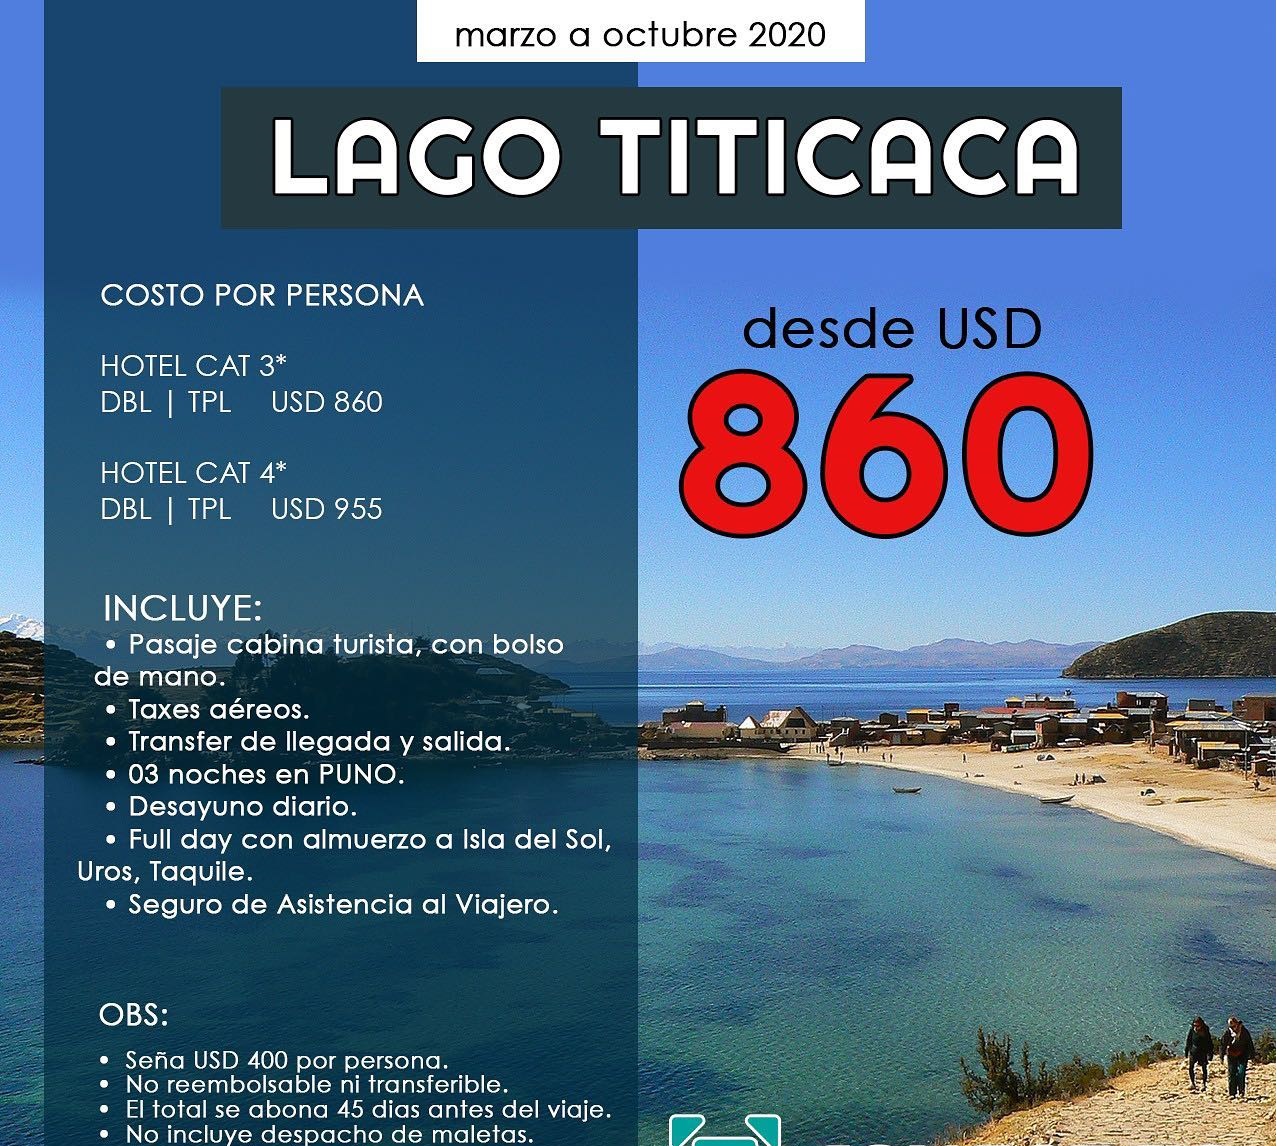 marzo a octubre 2020
LAGO TITICACA
COSTO POR PERSONA
HOTEL CAT 3*
DBL | TPL USD 860
HOTEL CAT 4*
DBL | TPL USD 955
desde USD
860
INCLUYE:
• Pasaje cabina turista, con bolso
de mano.
• Taxes aéreos.
• Transfer de llegada y salida.
• 03 noches en PUNO.
• Desayuno diario.
• Full day con almuerzo a Isla del Sol,
Uros, Taquile.
• Seguro de Asistencia al Viajero.
OBS:
• Seña USD 400 por persona.
• No reembolsable ni transferible.
• El total se abona 45 dias antes del viaje.
• No incluye despacho de maletas.